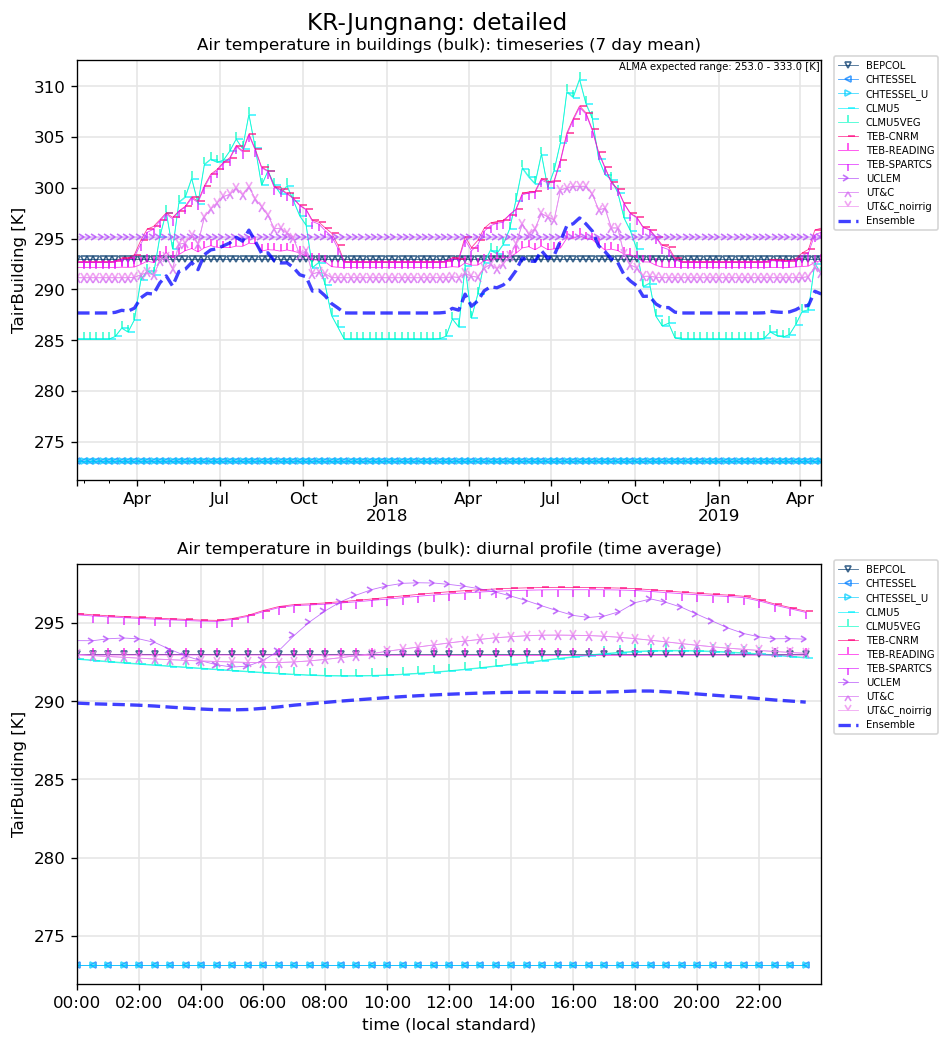 KR-Jungnang: detailed
Air temperature in buildings (bulk): timeseries (7 day mean)
ALMA expected range: 253.0 - 333.0 [K]
TairBuilding [K]
310
305
300
295
290
285
280
275
Apr
Jul
Oct
Jan
2018
Apr
Jul
Oct
Jan
2019
Apr
BEPCOL
CHTESSEL
CHTESSEL_U
CLMU5
CLMU5VEG
TEB-CNRM
TEB-READING
TEB-SPARTCS
UCLEM
UT&C
UT&C_noirrig
Ensemble
Air temperature in buildings (bulk): diurnal profile (time average)
TairBuilding [K]
295
290
285
280
275
00:00
02:00
04:00
06:00
08:00
10:00
12:00
14:00
16:00
18:00
20:00
22:00
time (local standard)
BEPCOL
CHTESSEL
CHTESSEL_U
CLMU5
CLMU5VEG
TEB-CNRM
TEB-READING
TEB-SPARTCS
UCLEM
UT&C
UT&C_noirrig
Ensemble